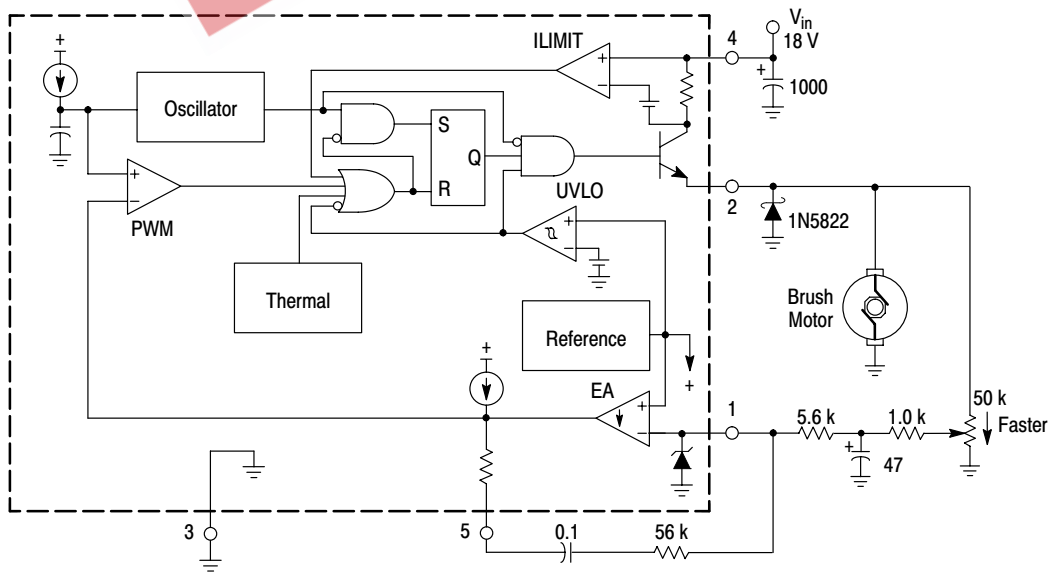 ILIMIT
4
Vin
18 V
+
+
1000
+
−
Oscillator
S
Q
R
UVLO
+
−
PWM
2
1N5822
+
−
Thermal
Brush
Motor
Reference
+
+
EA
+
−
1
5.6 k
1.0 k
50 k
Faster
+
47
3
5
0.1
56 k